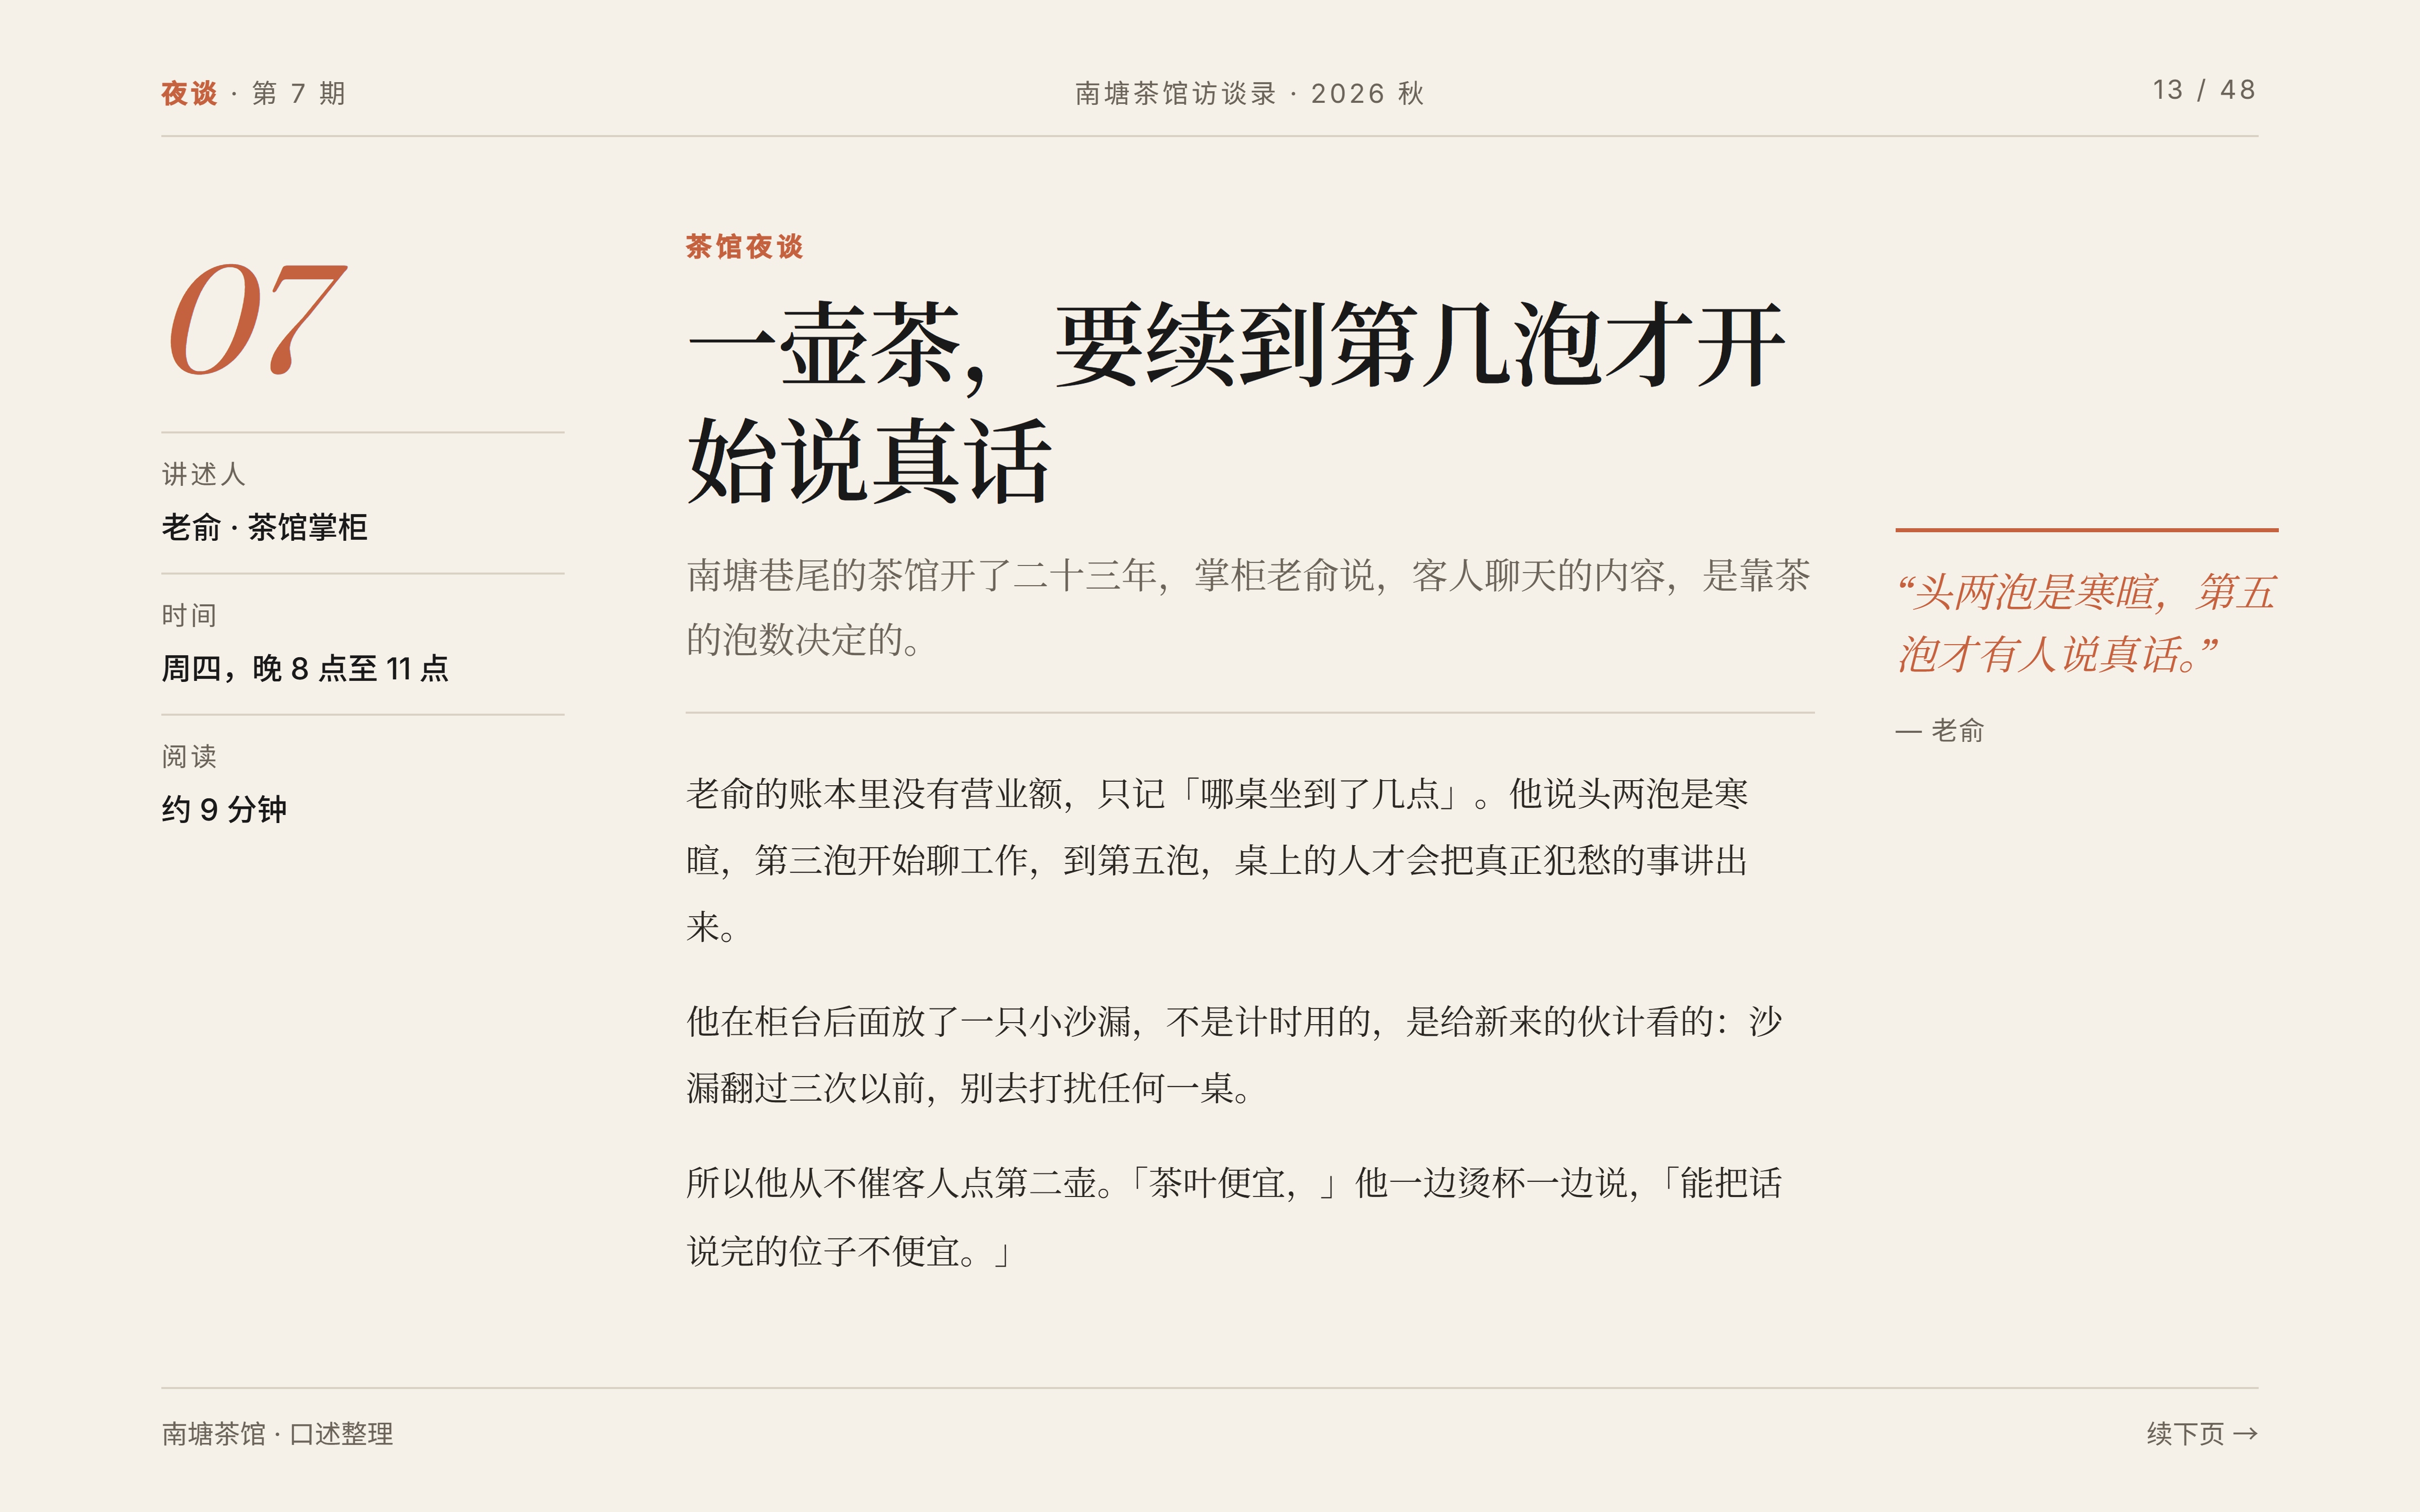 夜谈 · 第 7 期
南塘茶馆访谈录 · 2026 秋
13 / 48
07
讲述人
老俞 · 茶馆掌柜
时间
周四，晚 8 点至 11 点
阅读
约 9 分钟
茶馆夜谈
一壶茶，要续到第几泡才开
始说真话
南塘巷尾的茶馆开了二十三年，掌柜老俞说，客人聊天的内容，是靠茶
的泡数决定的。
老俞的账本里没有营业额，只记「哪桌坐到了几点」。他说头两泡是寒
暄，第三泡开始聊工作，到第五泡，桌上的人才会把真正犯愁的事讲出
来。
他在柜台后面放了一只小沙漏，不是计时用的，是给新来的伙计看的：沙
漏翻过三次以前，别去打扰任何一桌。
所以他从不催客人点第二壶。「茶叶便宜，」他一边烫杯一边说，「能把话
说完的位子不便宜。」
“头两泡是寒暄，第五
泡才有人说真话。”
— 老俞
南塘茶馆 · 口述整理
续下页 →